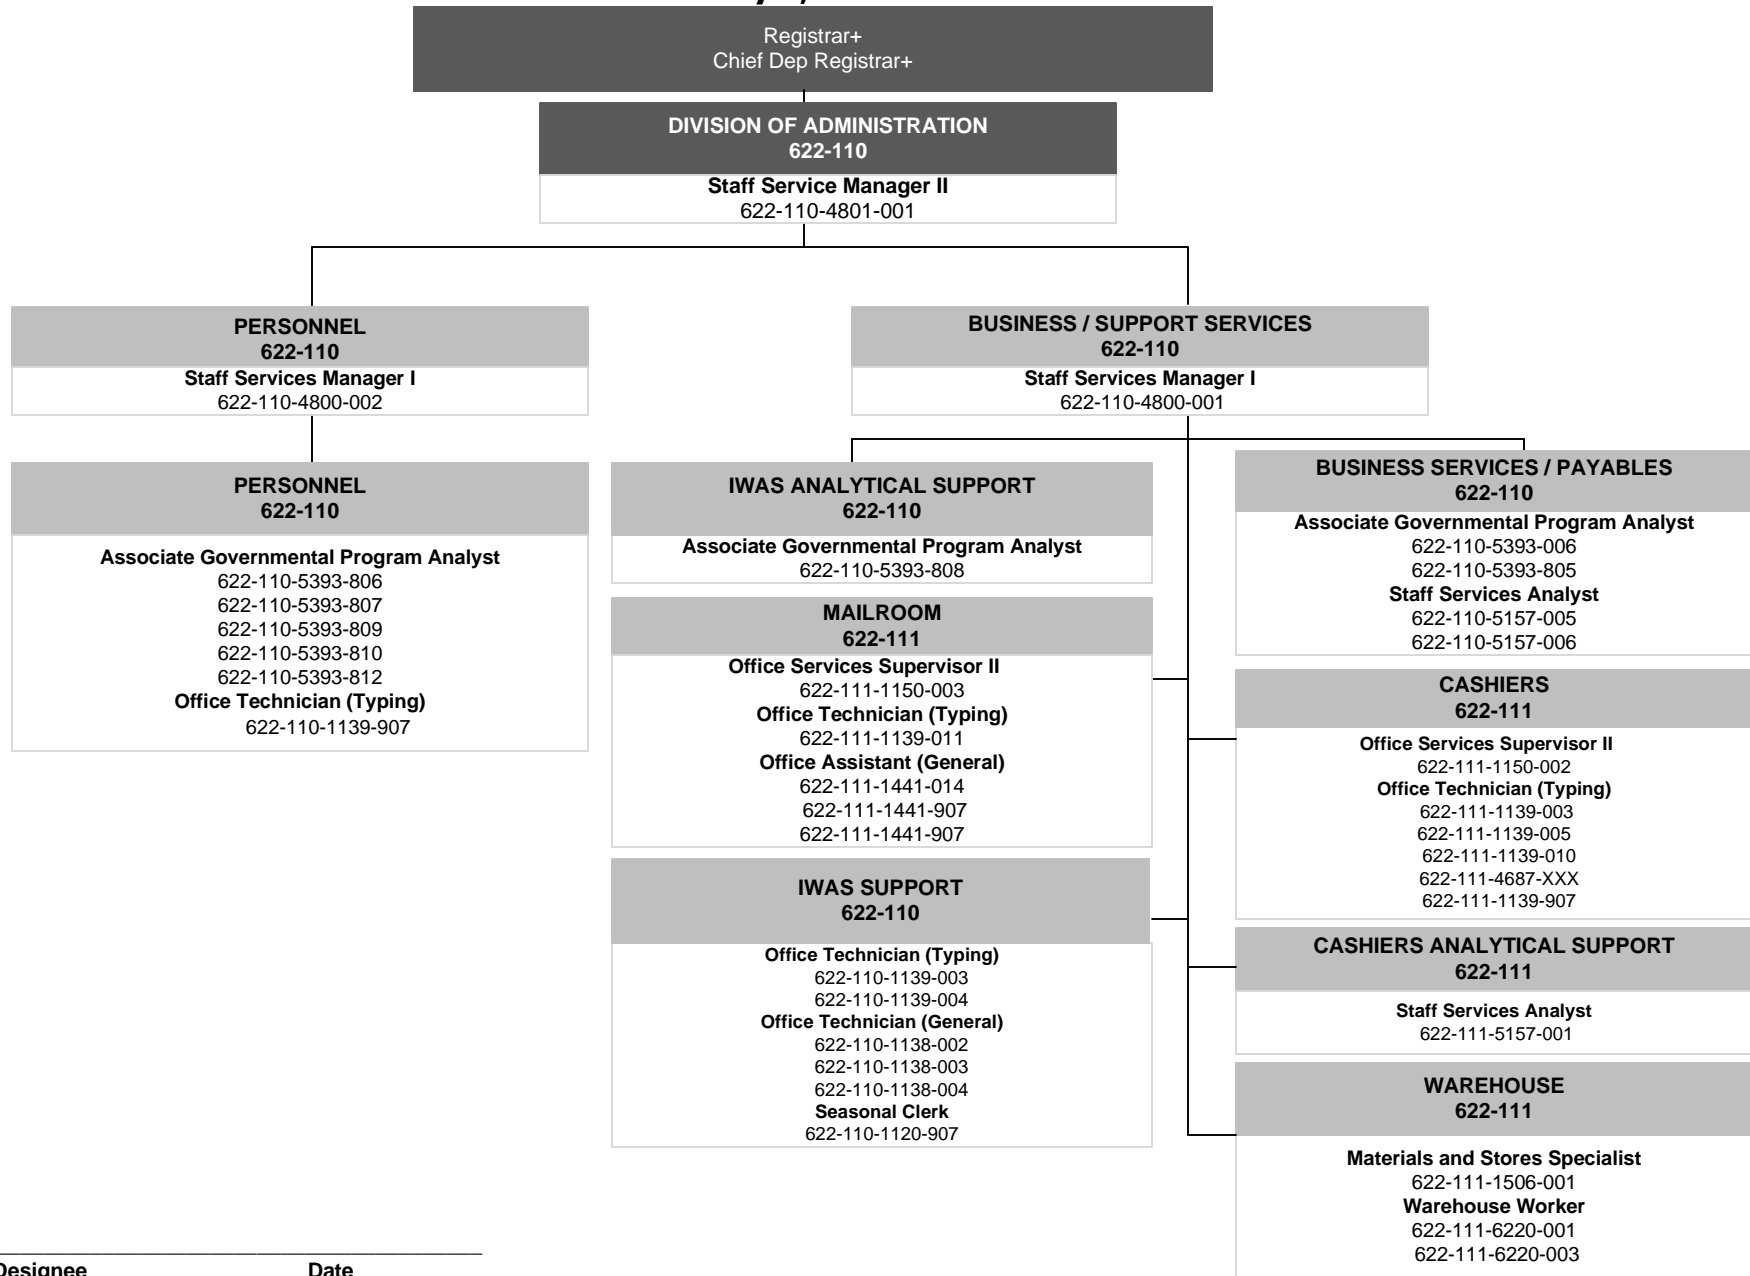 Registrar+
Chief Dep Registrar+
DIVISION OF ADMINISTRATION
622-110
Staff Service Manager II
622-110-4801-001
PERSONNEL
622-110
Staff Services Manager I
622-110-4800-002
BUSINESS / SUPPORT SERVICES
622-110
Staff Services Manager I
622-110-4800-001
PERSONNEL
622-110
Associate Governmental Program Analyst
622-110-5393-806
622-110-5393-807
622-110-5393-809
622-110-5393-810
622-110-5393-812
Office Technician (Typing)
622-110-1139-907
IWAS ANALYTICAL SUPPORT
622-110
Associate Governmental Program Analyst
622-110-5393-808
MAILROOM
622-111
Office Services Supervisor II
622-111-1150-003
Office Technician (Typing)
622-111-1139-011
Office Assistant (General)
622-111-1441-014
622-111-1441-907
622-111-1441-907
IWAS SUPPORT
622-110
Office Technician (Typing)
622-110-1139-003
622-110-1139-004
Office Technician (General)
622-110-1138-002
622-110-1138-003
622-110-1138-004
Seasonal Clerk
622-110-1120-907
BUSINESS SERVICES / PAYABLES
622-110
Associate Governmental Program Analyst
622-110-5393-006
622-110-5393-805
Staff Services Analyst
622-110-5157-005
622-110-5157-006
CASHIERS
622-111
Office Services Supervisor II
622-111-1150-002
Office Technician (Typing)
622-111-1139-003
622-111-1139-005
622-111-1139-010
622-111-4687-XXX
622-111-1139-907
CASHIERS ANALYTICAL SUPPORT
622-111
Staff Services Analyst
622-111-5157-001
WAREHOUSE
622-111
Materials and Stores Specialist
622-111-1506-001
Warehouse Worker
622-111-6220-001
622-111-6220-003
Designee Date